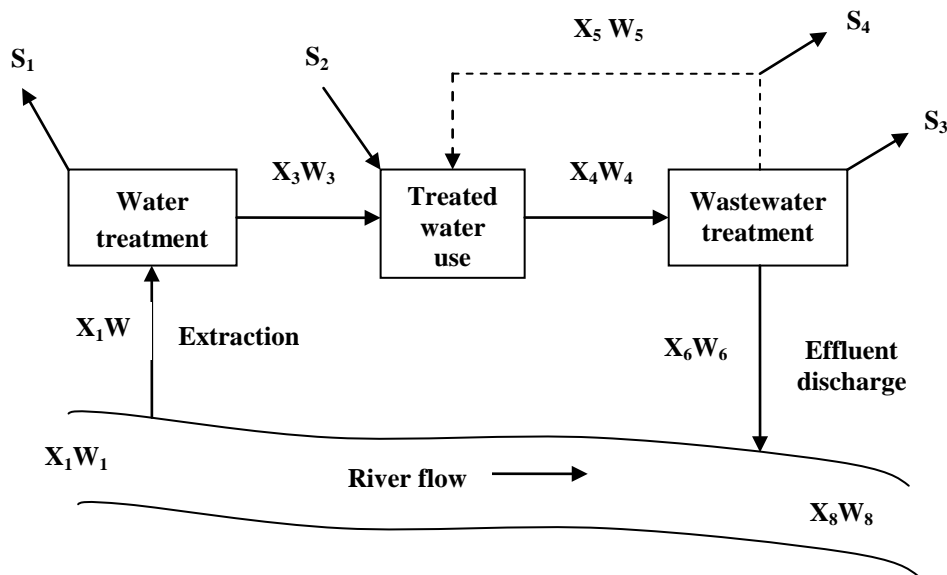 X₅ W₅
S₄
S₁
S₂
S₃
X₃W₃
X₄W₄
Water
treatment
Treated
water
use
Wastewater
treatment
X₁W
Extraction
X₆W₆
Effluent
discharge
X₁W₁
River flow
X₈W₈